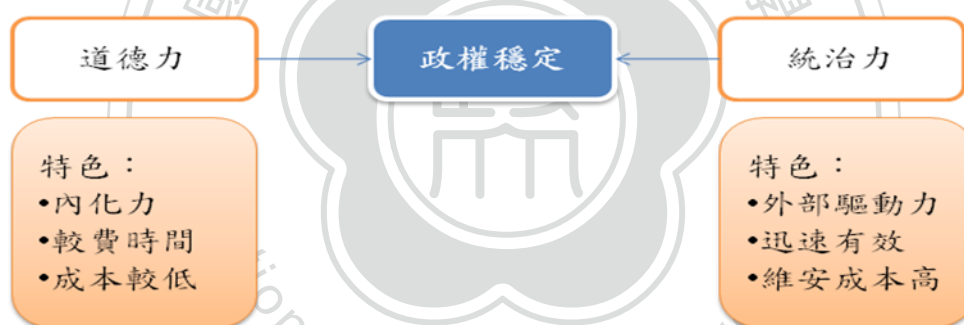 道德力
政權穩定
統治力
特色：
•內化力
•較費時間
•成本較低
特色：
•外部驅動力
•迅速有效
•維安成本高